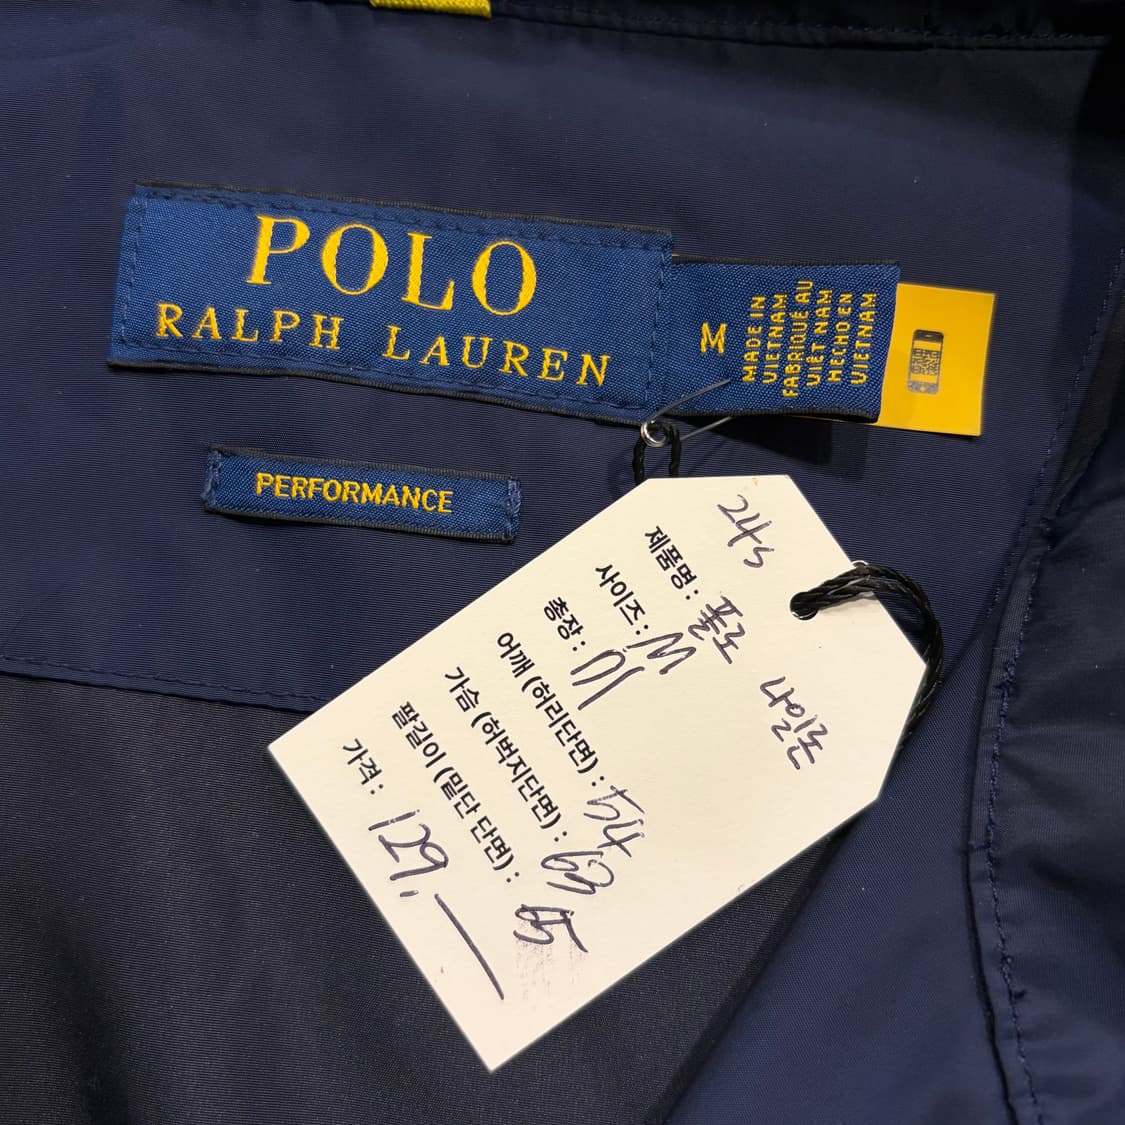 POLO
RALPH LAUREN
M
MADE IN
VIETNAM
FABRIQUÉ AU
VIÊT NAM
HECHO EN
VIETNAM
PERFORMANCE
24s
제품명 : 폴로 나일론
사이즈 : M
총장 : 71
어깨 (허리단면) : 54
가슴 (허벅지단면) : 63
팔길이 (밑단 단면) : 65
가격 : 129,—